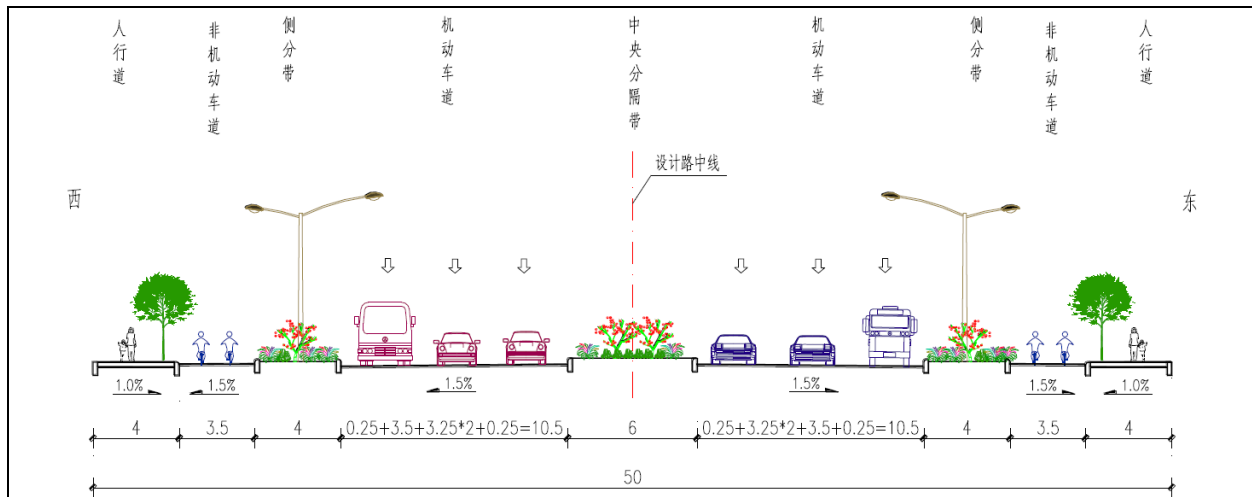 人行道
非机动车道
侧分带
机动车道
中央分隔带
机动车道
侧分带
非机动车道
人行道
设计路中线
西
东
1.0%
1.5%
1.5%
1.5%
1.5%
1.0%
4
3.5
4
0.25+3.5+3.25*2+0.25=10.5
6
0.25+3.25*2+3.5+0.25=10.5
4
3.5
4
50